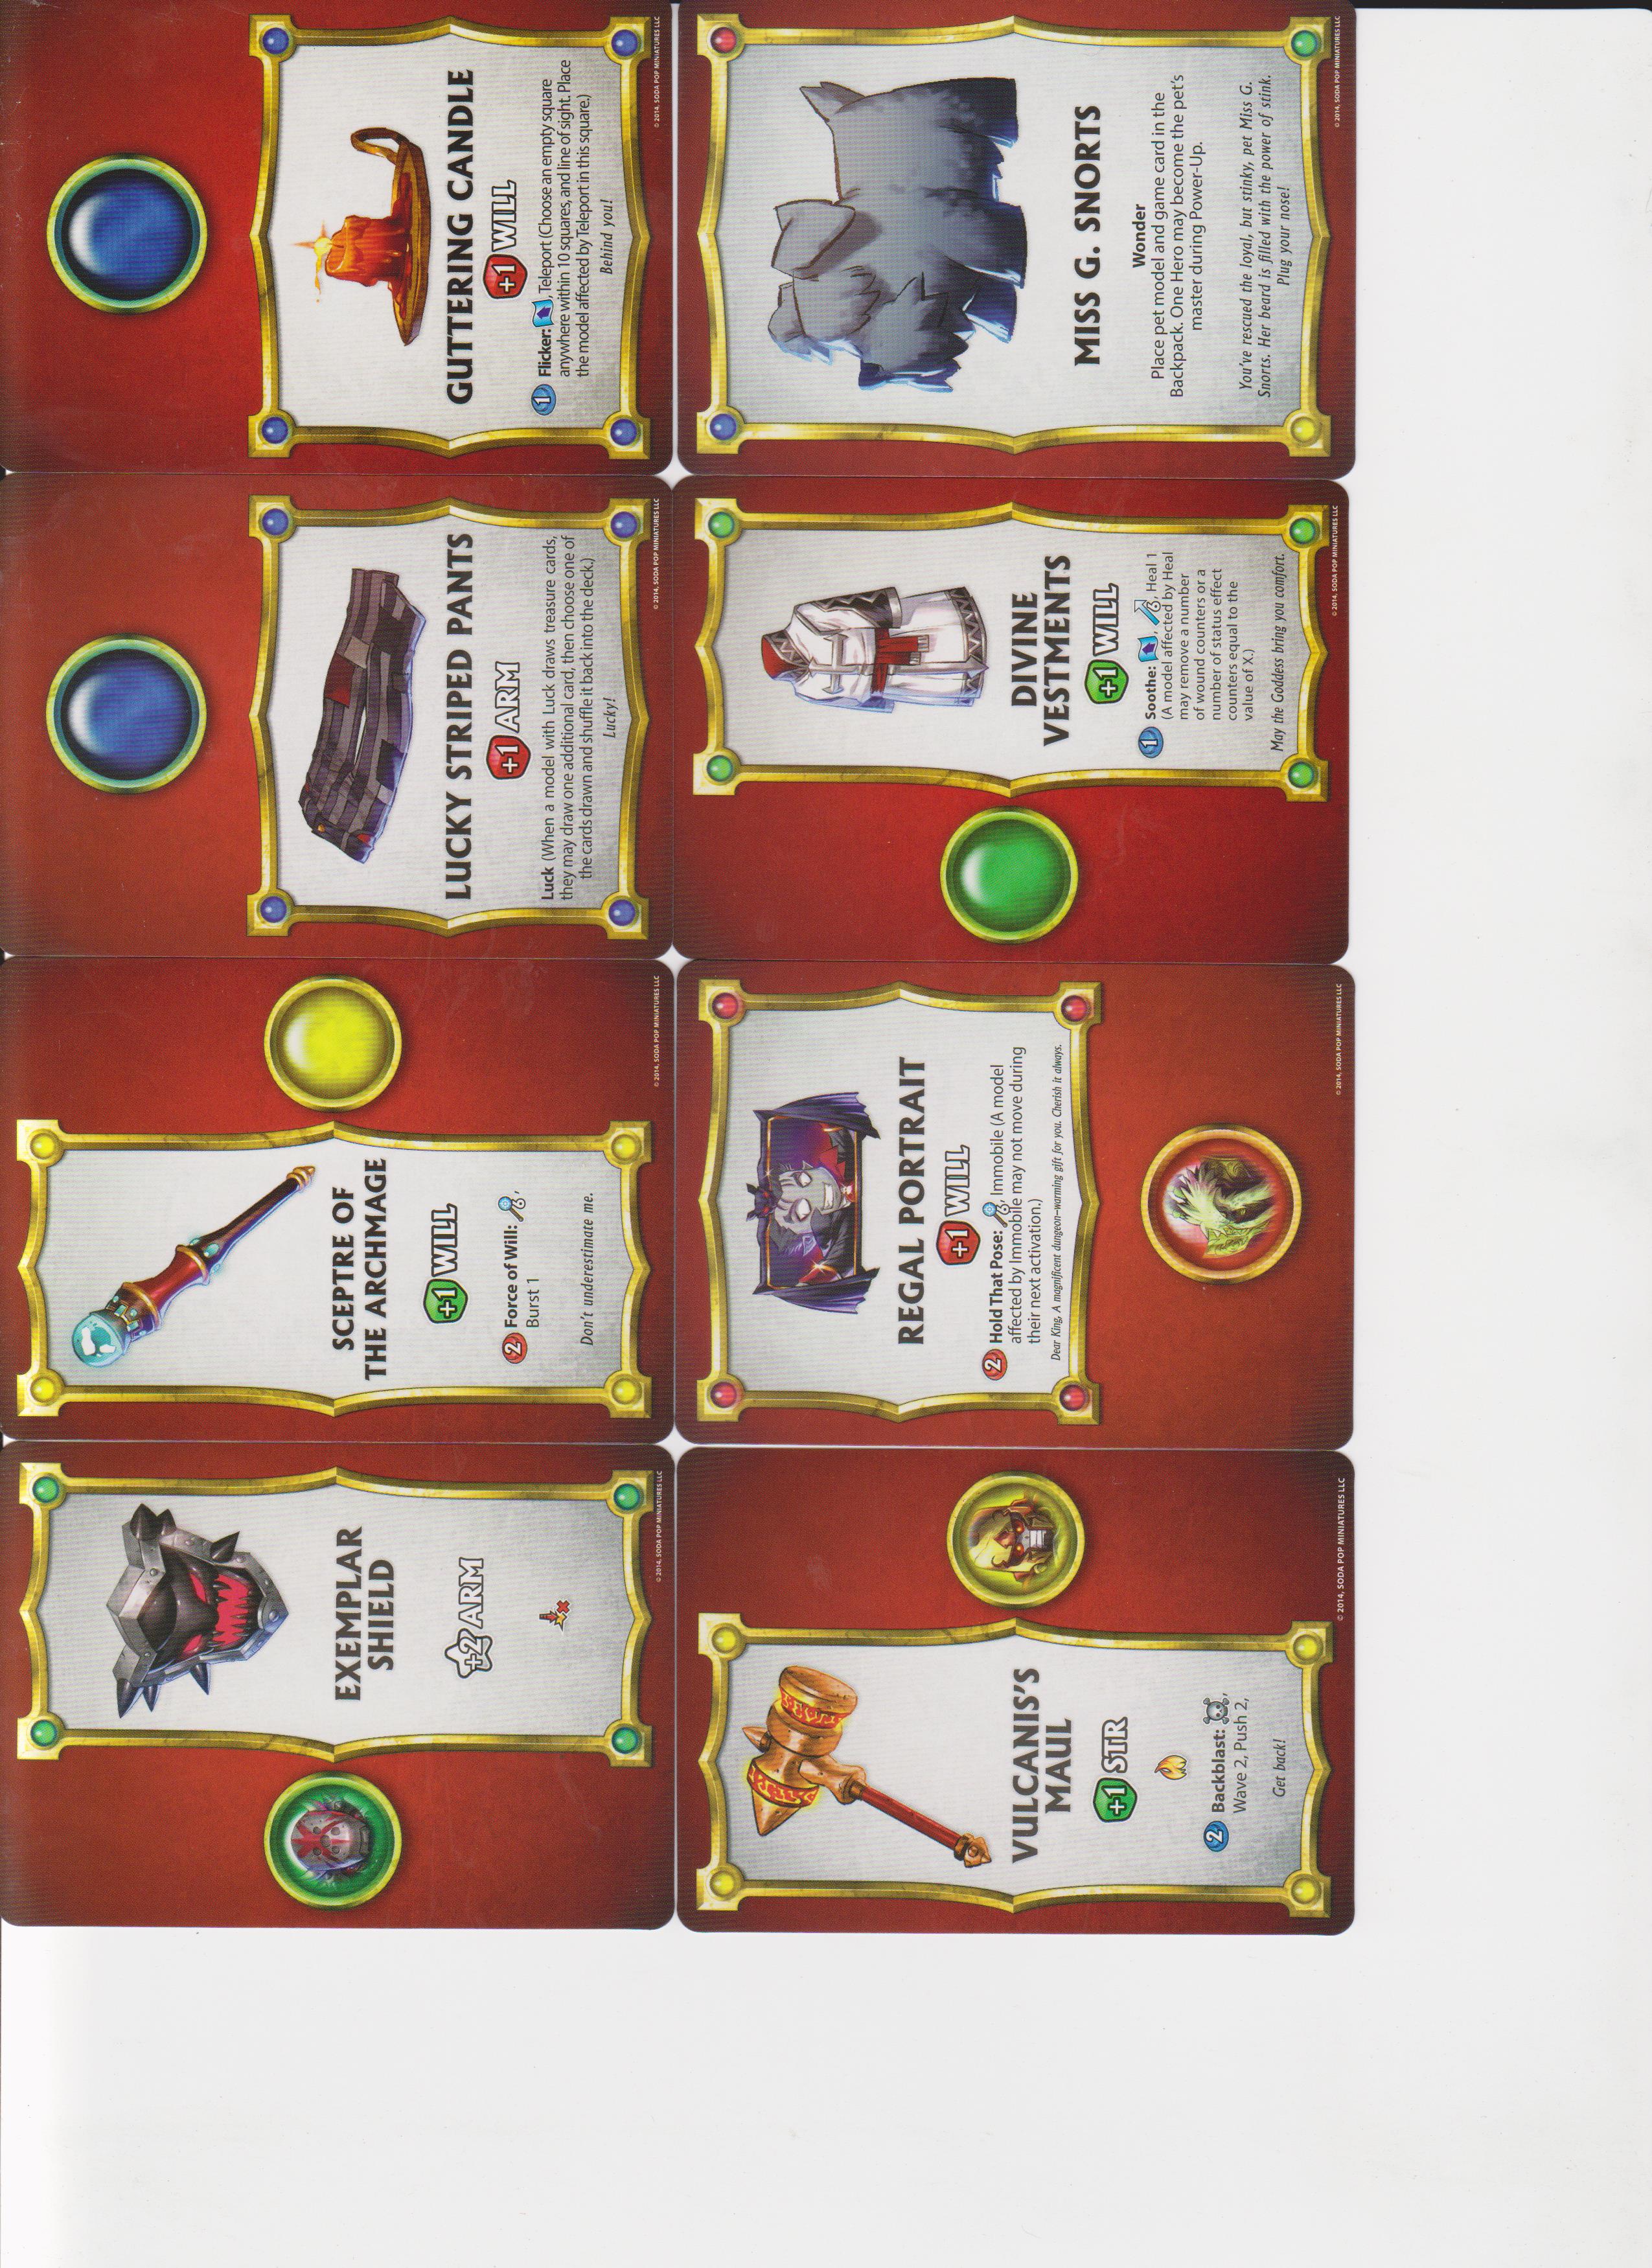 EXEMPLAR
SHIELD
+2 ARM
© 2014, SODA POP MINIATURES LLC
SCEPTRE OF
THE ARCHMAGE
+1 WILL
2 Force of Will: 6,
Burst 1
Don't underestimate me.
© 2014, SODA POP MINIATURES LLC
LUCKY STRIPED PANTS
+1 ARM
Luck (When a model with Luck draws treasure cards,
they may draw one additional card, then choose one of
the cards drawn and shuffle it back into the deck.)
Lucky!
© 2014, SODA POP MINIATURES LLC
GUTTERING CANDLE
+1 WILL
1 Flicker: , Teleport (Choose an empty square
anywhere within 10 squares, and line of sight. Place
the model affected by Teleport in this square.)
Behind you!
© 2014, SODA POP MINIATURES LLC
VULCANIS'S
MAUL
+1 STR
2 Backblast: ,
Wave 2, Push 2,
Get back!
© 2014, SODA POP MINIATURES LLC
REGAL PORTRAIT
+1 WILL
2 Hold That Pose: 6, Immobile (A model
affected by Immobile may not move during
their next activation.)
Dear King, A magnificent dungeon-warming gift for you. Cherish it always.
© 2014, SODA POP MINIATURES LLC
DIVINE
VESTMENTS
+1 WILL
1 Soothe: , 6, Heal 1
(A model affected by Heal
may remove a number
of wound counters or a
number of status effect
counters equal to the
value of X.)
May the Goddess bring you comfort.
© 2014, SODA POP MINIATURES LLC
MISS G. SNORTS
Wonder
Place pet model and game card in the
Backpack. One Hero may become the pet's
master during Power-Up.
You've rescued the loyal, but stinky, pet Miss G.
Snorts. Her beard is filled with the power of stink.
Plug your nose!
© 2014, SODA POP MINIATURES LLC